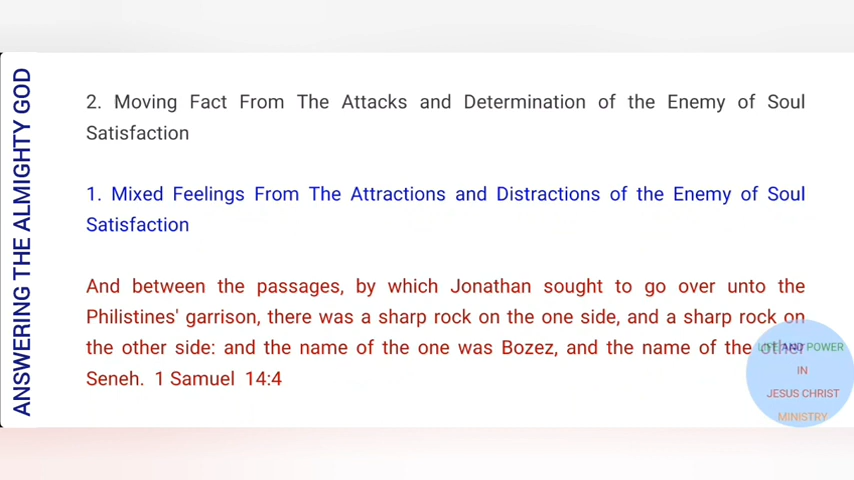 ANSWERING THE ALMIGHTY GOD
2. Moving Fact From The Attacks and Determination of the Enemy of Soul
Satisfaction
1. Mixed Feelings From The Attractions and Distractions of the Enemy of Soul
Satisfaction
And between the passages, by which Jonathan sought to go over unto the
Philistines' garrison, there was a sharp rock on the one side, and a sharp rock on
the other side: and the name of the one was Bozez, and the name of the other
Seneh. 1 Samuel 14:4
LIFE AND POWER
IN
JESUS CHRIST
MINISTRY